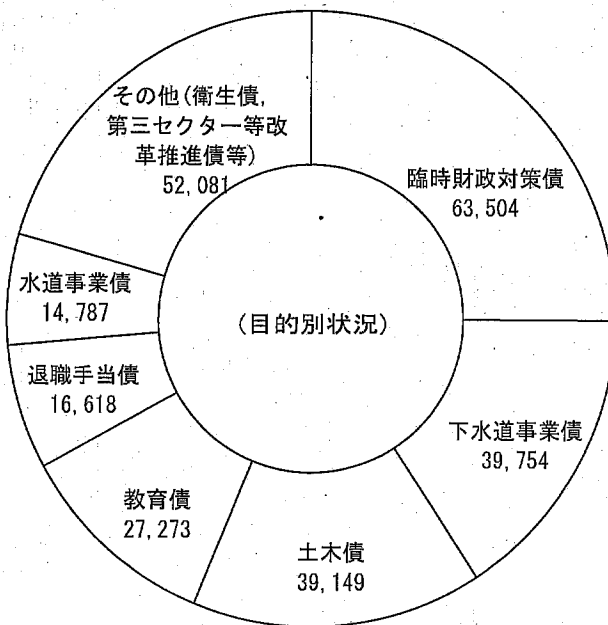 その他(衛生債,
第三セクター等改
革推進債等)
52,081
臨時財政対策債
63,504
水道事業債
14,787
(目的別状況)
退職手当債
16,618
下水道事業債
39,754
教育債
27,273
土木債
39,149